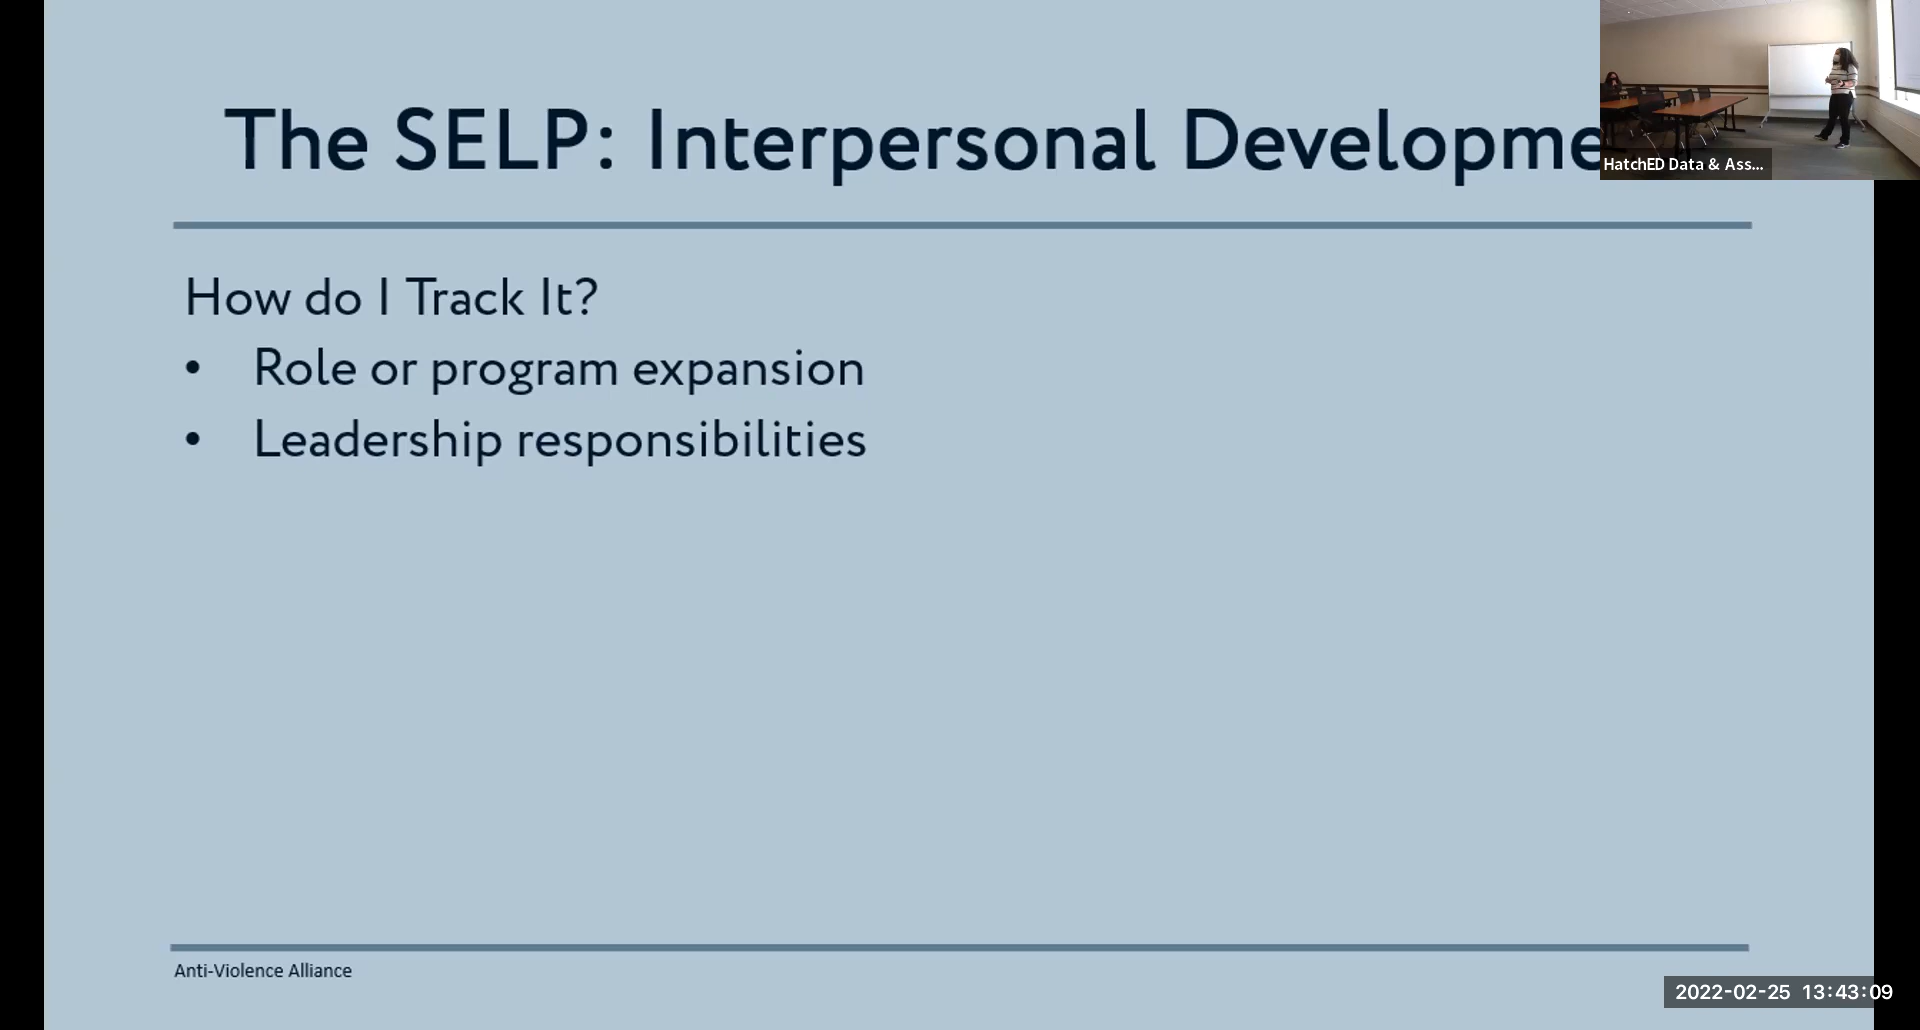 The SELP: Interpersonal Developme
HatchED Data & Ass...
How do I Track It?
• Role or program expansion
• Leadership responsibilities
Anti-Violence Alliance
2022-02-25 13:43:09